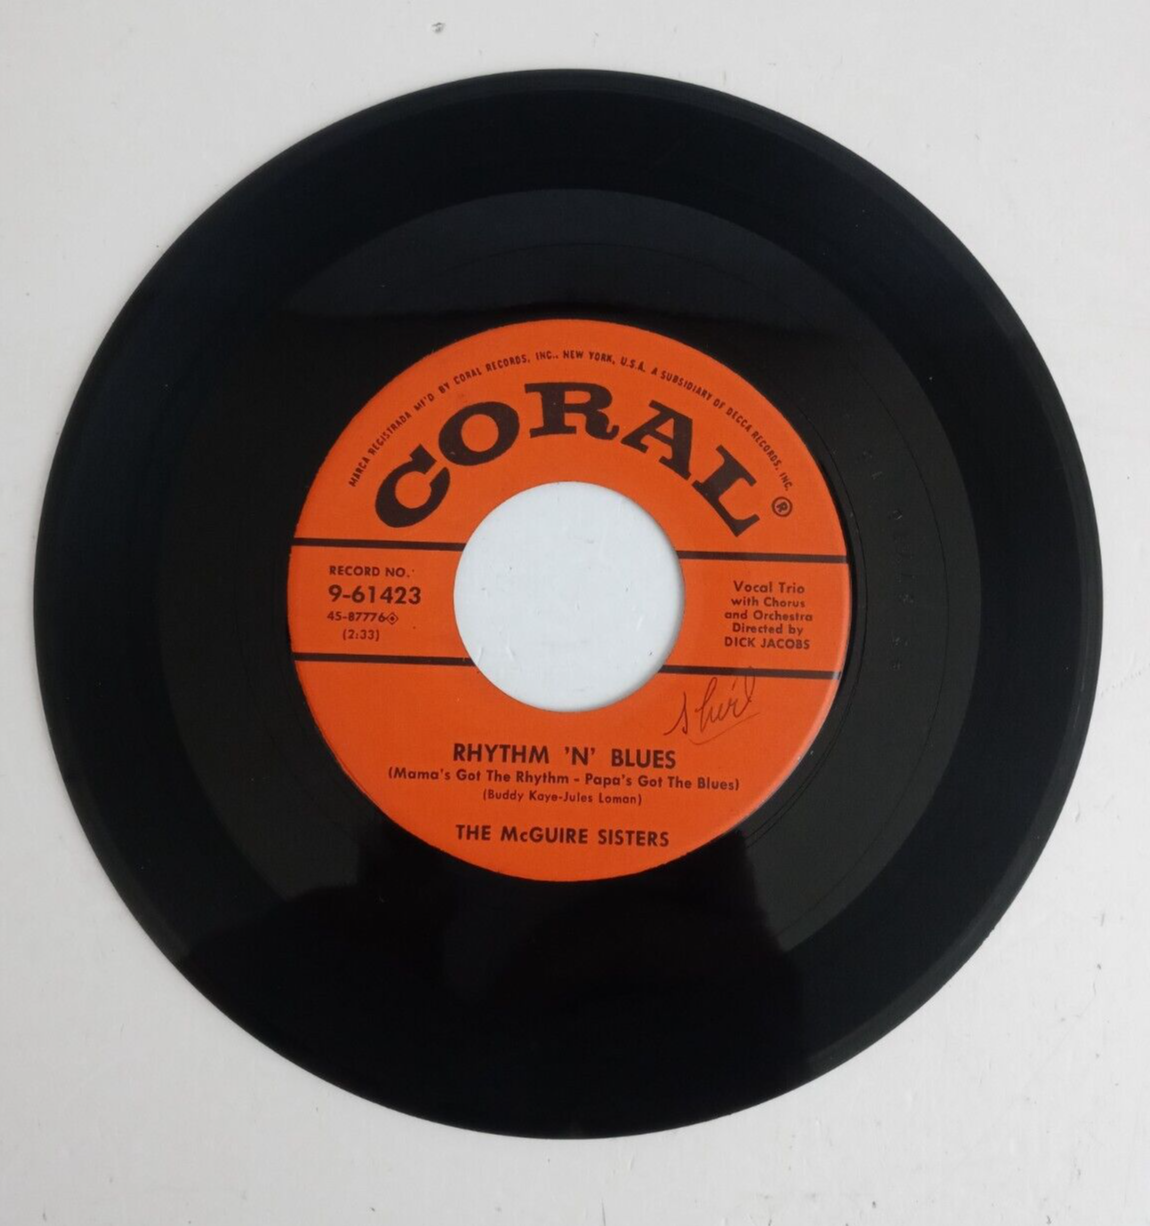 MARCA REGISTRADA MF'D BY CORAL RECORDS, INC., NEW YORK, U.S.A. A SUBSIDIARY OF DECCA RECORDS, INC.
CORAL ®
RECORD NO.
9-61423
45-87776
(2:33)
Vocal Trio
with Chorus
and Orchestra
Directed by
DICK JACOBS
RHYTHM 'N' BLUES
(Mama's Got The Rhythm - Papa's Got The Blues)
(Buddy Kaye-Jules Loman)
THE McGUIRE SISTERS